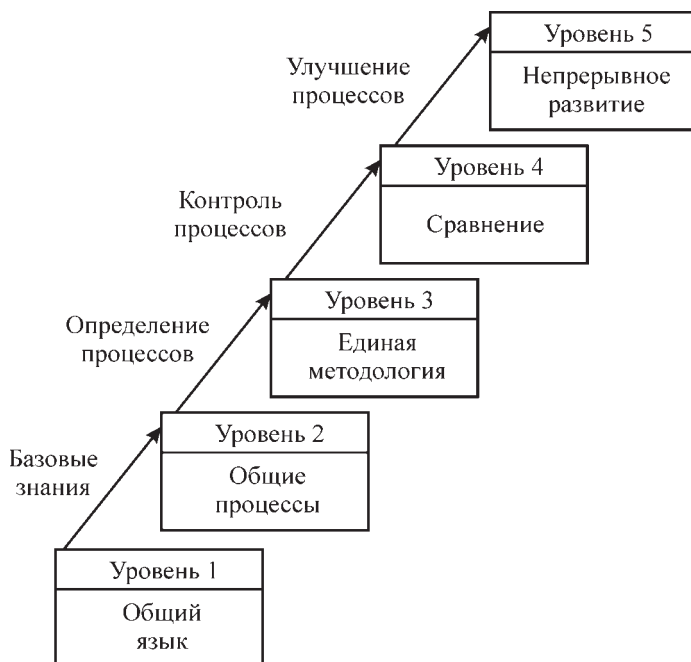 Уровень 5
Непрерывное
развитие
Улучшение
процессов
Уровень 4
Сравнение
Контроль
процессов
Уровень 3
Единая
методология
Определение
процессов
Уровень 2
Общие
процессы
Базовые
знания
Уровень 1
Общий
язык